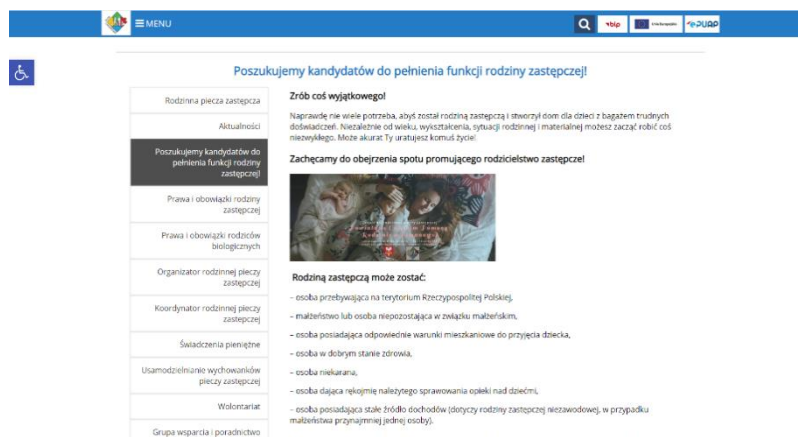 MENU
bip
ePUAP
Poszukujemy kandydatów do pełnienia funkcji rodziny zastępczej!
Rodzinna piecza zastępcza
Aktualności
Poszukujemy kandydatów do
pełnienia funkcji rodziny
zastępczej!
Prawa i obowiązki rodziny
zastępczej
Prawa i obowiązki rodziców
biologicznych
Organizator rodzinnej pieczy
zastępczej
Koordynator rodzinnej pieczy
zastępczej
Świadczenia pieniężne
Usamodzielnianie wychowanków
pieczy zastępczej
Wolontariat
Grupa wsparcia i poradnictwo
Zrób coś wyjątkowego!
Naprawdę nie wiele potrzeba, abyś został rodziną zastępczą i stworzył dom dla dzieci z bagażem trudnych
doświadczeń. Niezależnie od wieku, wykształcenia, sytuacji rodzinnej i materialnej możesz zacząć robić coś
niezwykłego. Może akurat Ty uratujesz komuś życie!
Zachęcamy do obejrzenia spotu promującego rodzicielstwo zastępcze!
Rodziną zastępczą może zostać:
– osoba przebywająca na terytorium Rzeczypospolitej Polskiej,
– małżeństwo lub osoba niepozostająca w związku małżeńskim,
– osoba posiadająca odpowiednie warunki mieszkaniowe do przyjęcia dziecka,
– osoba w dobrym stanie zdrowia,
– osoba niekarana,
– osoba dająca rękojmię należytego sprawowania opieki nad dziećmi,
– osoba posiadająca stałe źródło dochodów (dotyczy rodziny zastępczej niezawodowej, w przypadku
małżeństwa przynajmniej jednej osoby).